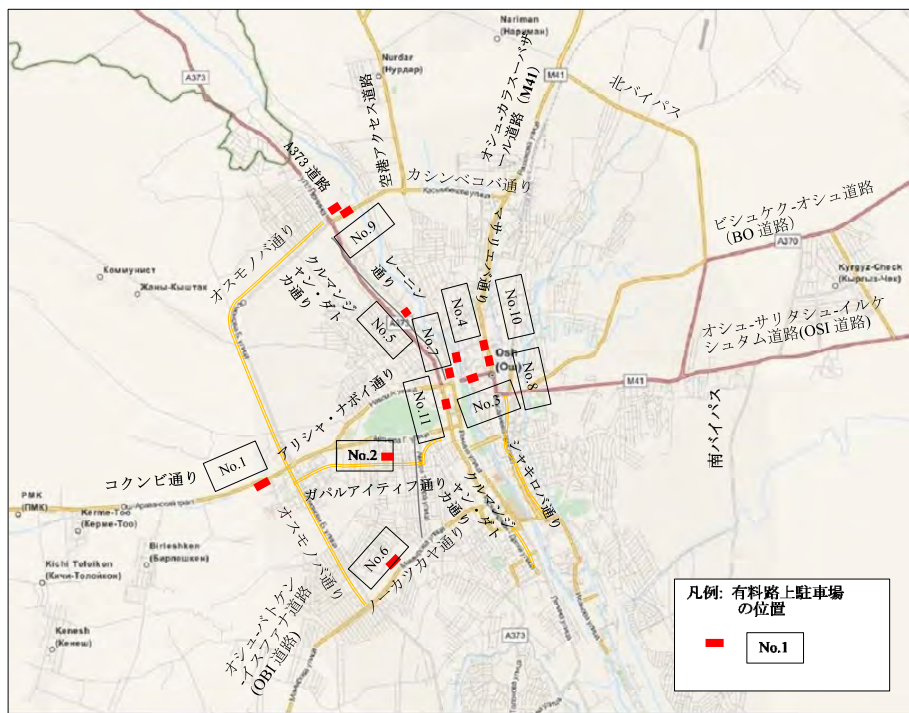 Nariman
(Нариман)
Nurdar
(Нурдар)
A373
M41
北バイパス
空港アクセス道路
オシュ-カラスーバザ
ール道路 (M41)
A373 道路
カシンベコバ通り
ビシュケク-オシュ道路
(BO 道路)
A370
No.9
オスモノバ通り
マサリエバ通り
Коммунист
Жаны-Кыштак
クルマンジ
ャン・ダト
カ通り
レーニン
通り
Kyrgyz-Check
(Кыргыз-Чек)
No.5
A373
No.7
No.4
No.10
オシュ-サリタシュ-イルケ
シュタム道路(OSI 道路)
Osh
(Ош)
No.8
M41
No.3
No.11
アリシャ・ナボイ通り
南バイパス
No.1
No.2
コクンビ通り
ガパルアイティフ通り
シャキロバ通り
クルマンジ
ャン・ダト
カ通り
РМК
(ПМК)
Ош-Араванский тракт
Kerme-Too
(Керме-Тоо)
オスモノバ通り
Birleshken
(Бирлешкен)
No.6
ノーカツカヤ通り
Kichi Tofoikon
(Кичи-Толойкон)
オシュ-バトケン
-イスファナ道路
(OBI 道路)
Kenesh
(Кенеш)
A373
凡例: 有料路上駐車場
の位置
No.1